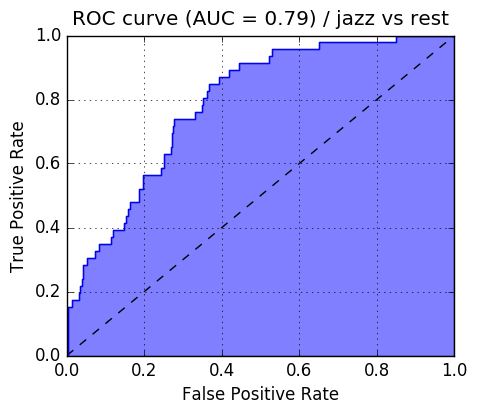 ROC curve (AUC = 0.79) / jazz vs rest
1.0
0.8
0.6
0.4
0.2
0.0
True Positive Rate
0.0 0.2 0.4 0.6 0.8 1.0
False Positive Rate